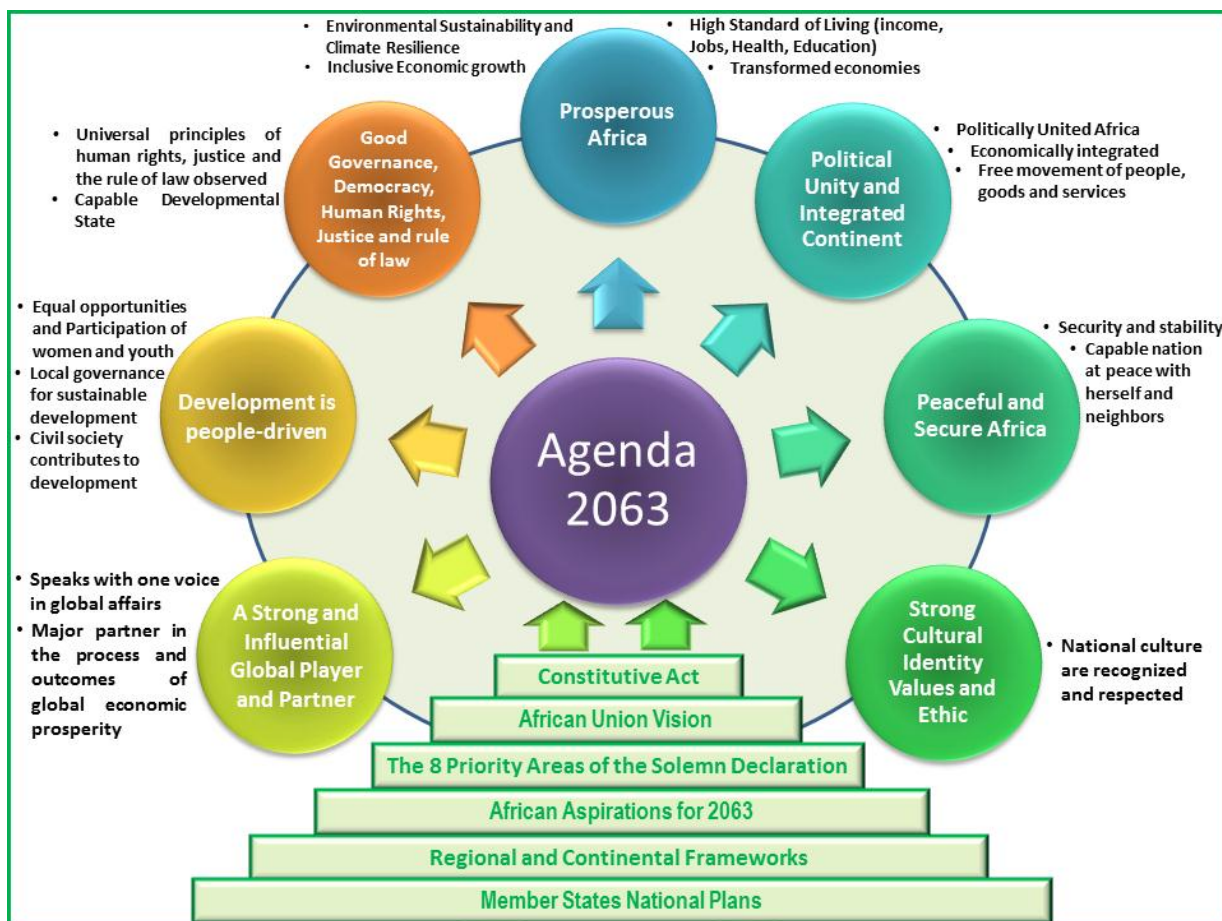 • Environmental Sustainability and
Climate Resilience
• Inclusive Economic growth
• High Standard of Living (income,
Jobs, Health, Education)
• Transformed economies
Prosperous
Africa
• Universal principles of
human rights, justice and
the rule of law observed
• Capable Developmental
State
Good
Governance,
Democracy,
Human Rights,
Justice and rule
of law
Political
Unity and
Integrated
Continent
• Politically United Africa
• Economically integrated
• Free movement of people,
goods and services
• Equal opportunities
and Participation of
women and youth
• Local governance
for sustainable
development
• Civil society
contributes to
development
Development is
people-driven
Agenda
2063
Peaceful and
Secure Africa
• Security and stability
• Capable nation
at peace with
herself and
neighbors
• Speaks with one voice
in global affairs
• Major partner in
the process and
outcomes of
global economic
prosperity
A Strong and
Influential
Global Player
and Partner
Strong
Cultural
Identity
Values and
Ethic
• National culture
are recognized
and respected
Constitutive Act
African Union Vision
The 8 Priority Areas of the Solemn Declaration
African Aspirations for 2063
Regional and Continental Frameworks
Member States National Plans